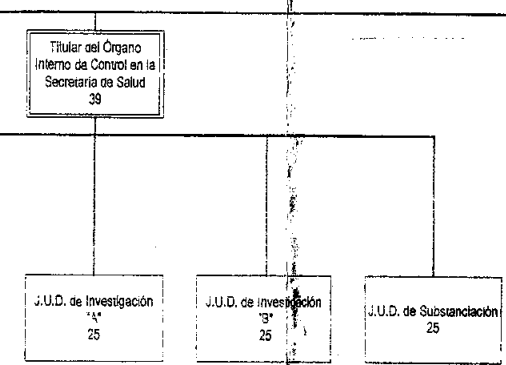 Titular del Órgano
Interno de Control en la
Secretaría de Salud
39
J.U.D. de Investigación
"A"
25
J.U.D. de Investigación
"B"
25
J.U.D. de Substanciación
25